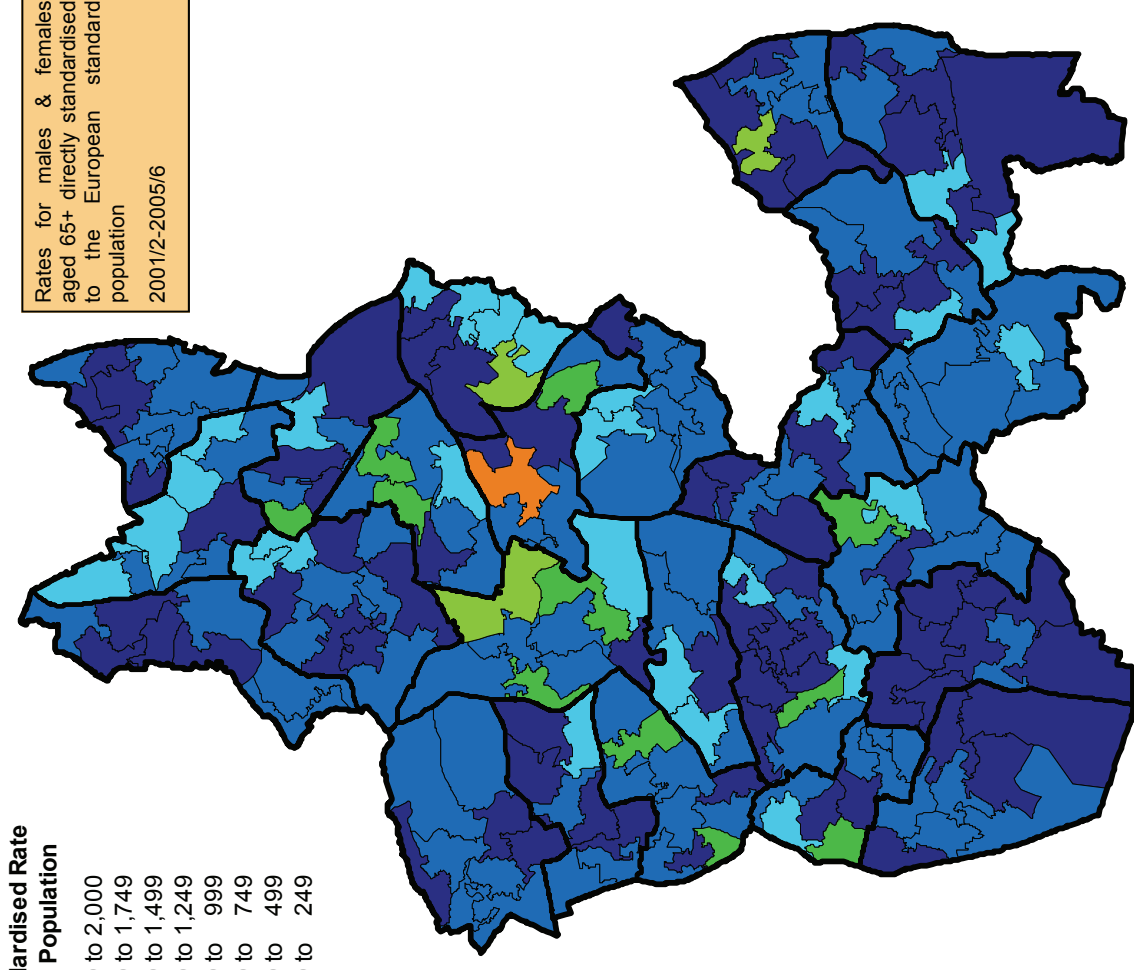 Rates for males & females
aged 65+ directly standardised
to the European standard
population
2001/2-2005/6
dardised Rate
Population
to 2,000
to 1,749
to 1,499
to 1,249
to 999
to 749
to 499
to 249